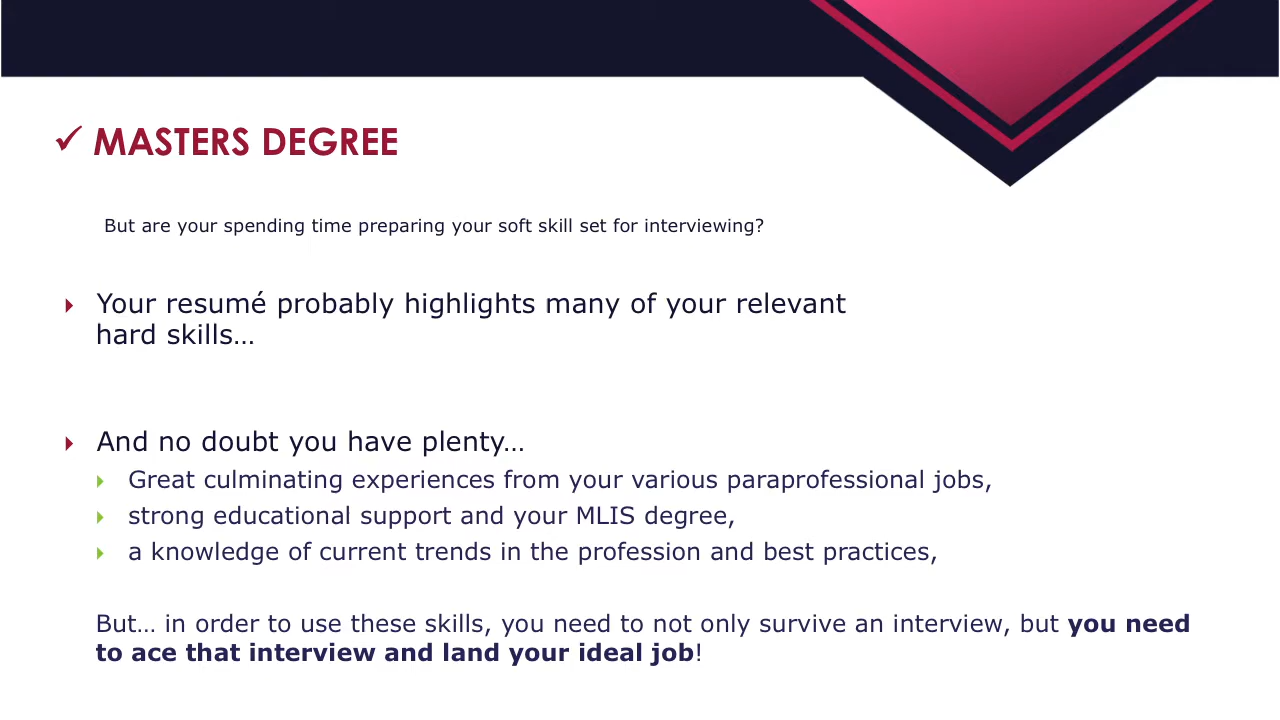 ✓ MASTERS DEGREE
But are your spending time preparing your soft skill set for interviewing?
Your resumé probably highlights many of your relevant
hard skills…
And no doubt you have plenty…
Great culminating experiences from your various paraprofessional jobs,
strong educational support and your MLIS degree,
a knowledge of current trends in the profession and best practices,
But… in order to use these skills, you need to not only survive an interview, but you need
to ace that interview and land your ideal job!